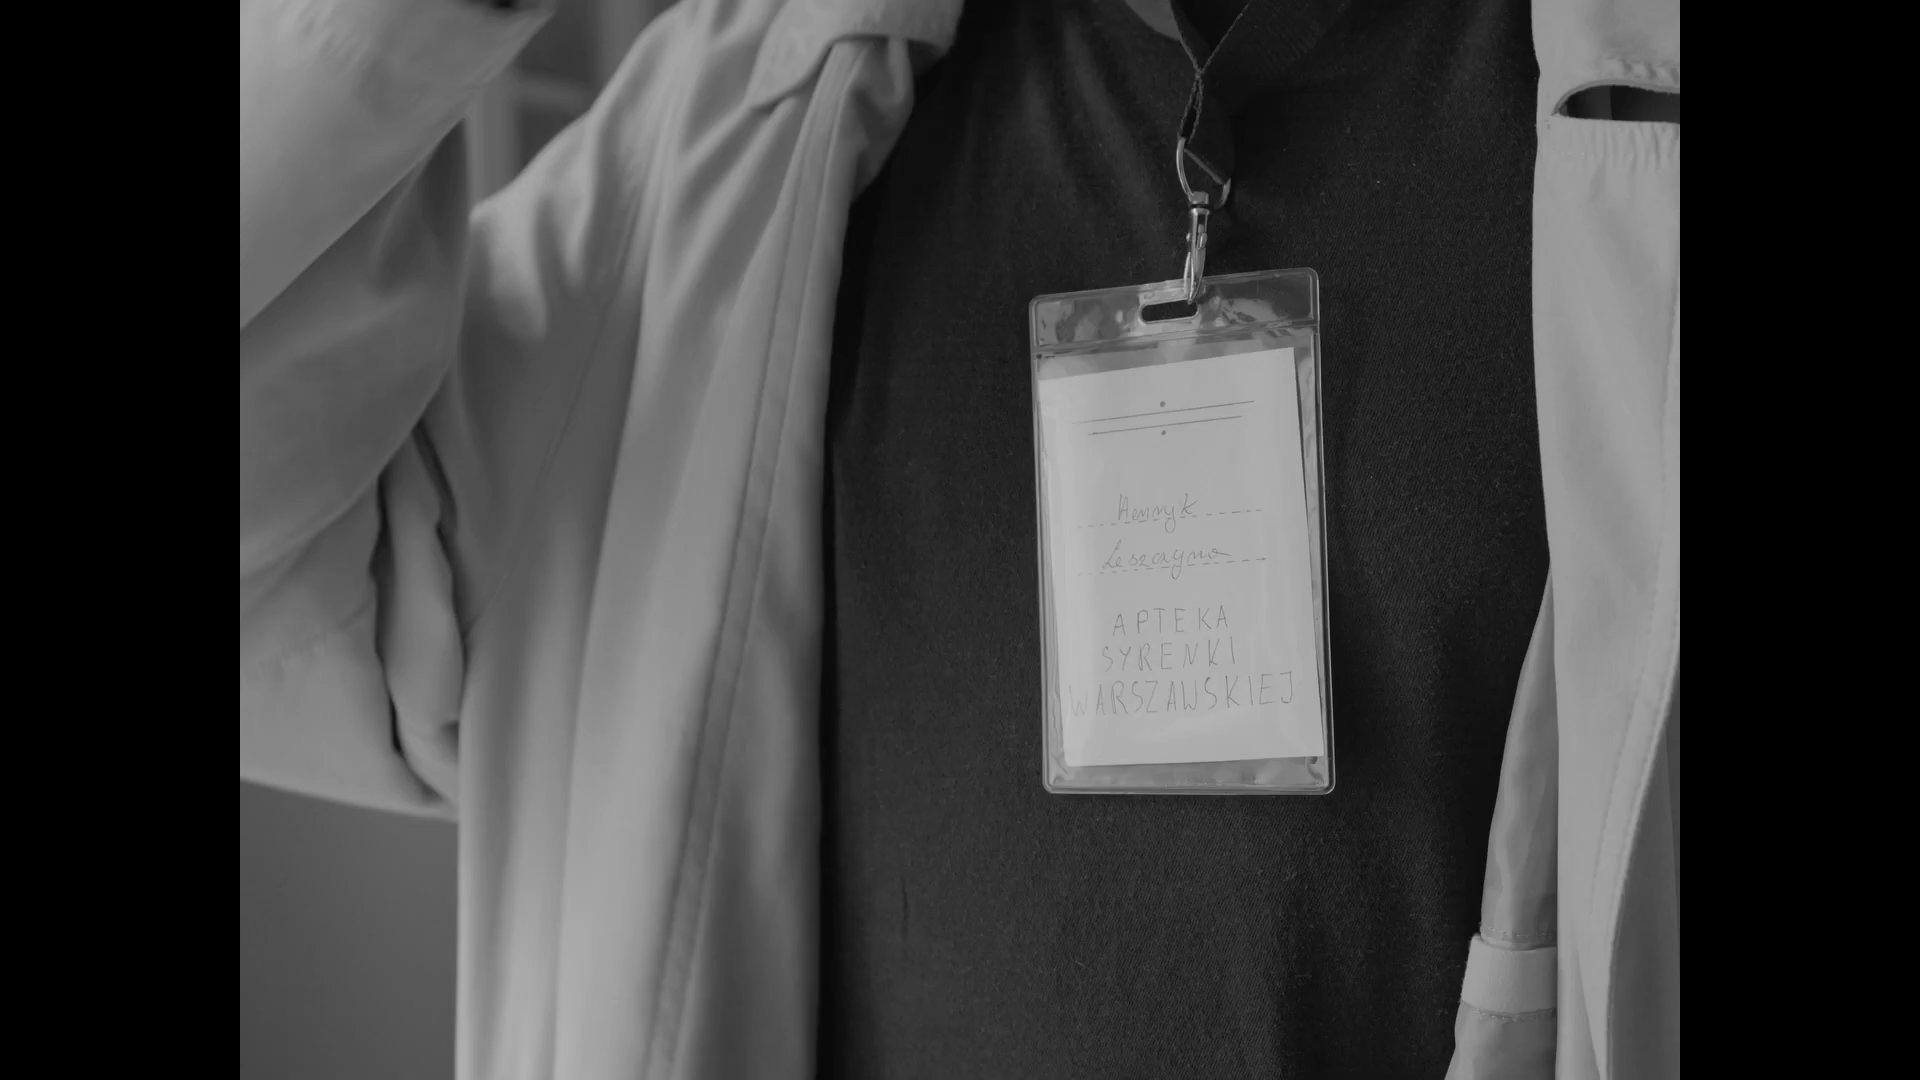 Henryk
Leszczyna
APTEKA
SYRENKI
WARSZAWSKIEJ